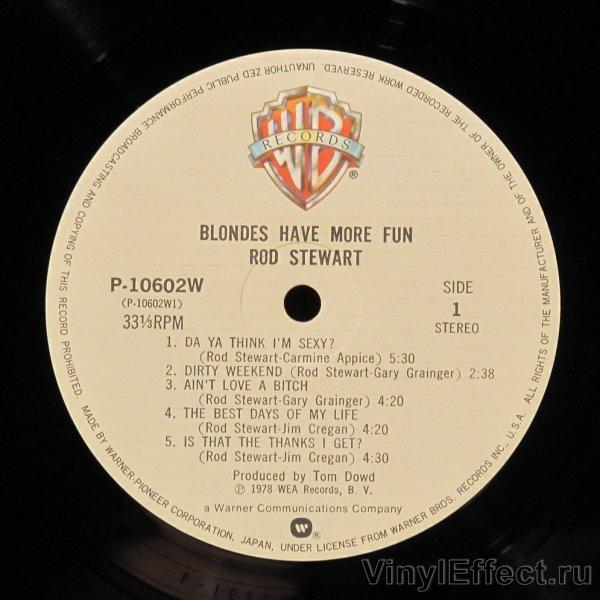 WB
RECORDS
®
BLONDES HAVE MORE FUN
ROD STEWART
P-10602W
(P-10602W1)
33⅓RPM
SIDE
1
STEREO
1. DA YA THINK I'M SEXY?
(Rod Stewart-Carmine Appice) 5:30
2. DIRTY WEEKEND (Rod Stewart-Gary Grainger) 2:38
3. AIN'T LOVE A BITCH
(Rod Stewart-Gary Grainger) 4:20
4. THE BEST DAYS OF MY LIFE
(Rod Stewart-Jim Cregan) 4:20
5. IS THAT THE THANKS I GET?
(Rod Stewart-Jim Cregan) 4:30
Produced by Tom Dowd
℗ 1978 WEA Records, B. V.
a Warner Communications Company
MADE BY WARNER-PIONEER CORPORATION, JAPAN, UNDER LICENSE FROM WARNER BROS. RECORDS INC., U.S.A. ALL RIGHTS OF THE MANUFACTURER AND OF THE OWNER OF THE RECORDED WORK RESERVED. UNAUTHORIZED PUBLIC PERFORMANCE BROADCASTING AND COPYING OF THIS RECORD PROHIBITED.
VinylEffect.ru